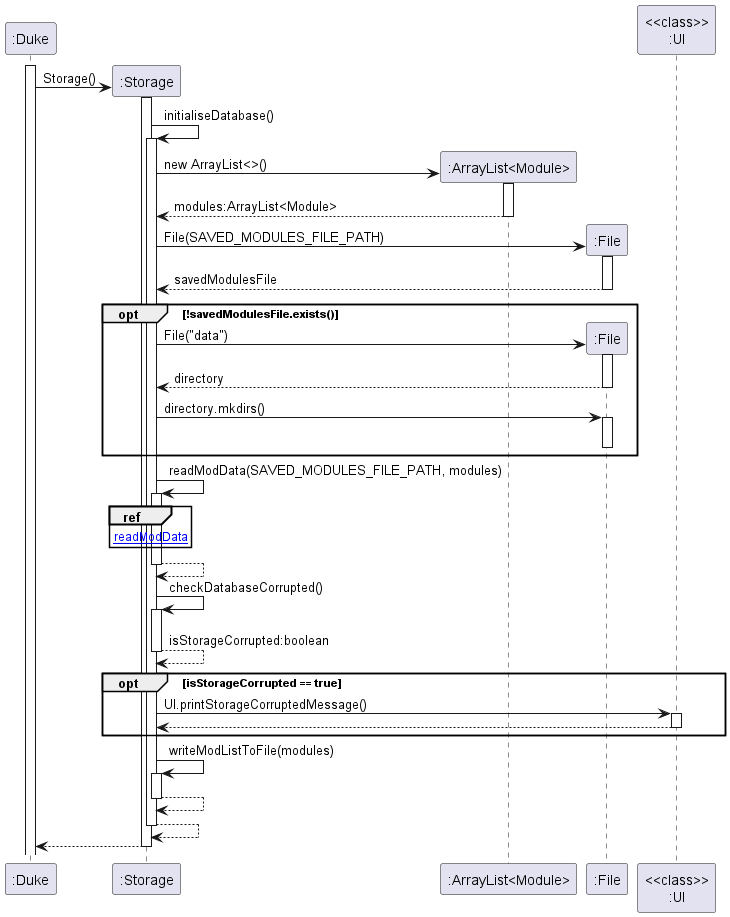 <<class>>
:UI
:Duke
Storage()
:Storage
initialiseDatabase()
new ArrayList<>()
:ArrayList<Module>
modules:ArrayList<Module>
File(SAVED_MODULES_FILE_PATH)
:File
savedModulesFile
opt
[!savedModulesFile.exists()]
File("data")
:File
directory
directory.mkdirs()
readModData(SAVED_MODULES_FILE_PATH, modules)
ref
readModData
checkDatabaseCorrupted()
isStorageCorrupted:boolean
opt
[isStorageCorrupted == true]
UI.printStorageCorruptedMessage()
writeModListToFile(modules)
:Duke
:Storage
:ArrayList<Module>
:File
<<class>>
:UI